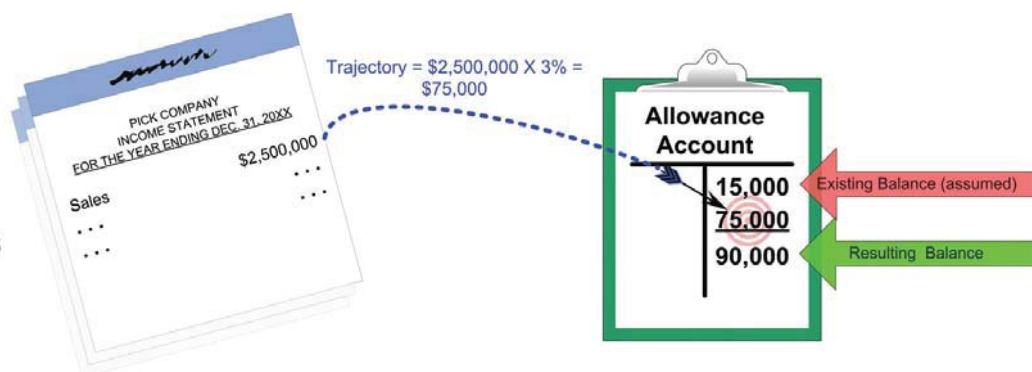 PICK COMPANY
INCOME STATEMENT
FOR THE YEAR ENDING DEC. 31, 20XX
Sales $2,500,000
. . . . . .
. . . . . .
Trajectory = $2,500,000 X 3% =
$75,000
Allowance
Account
15,000
75,000
90,000
Existing Balance (assumed)
Resulting Balance